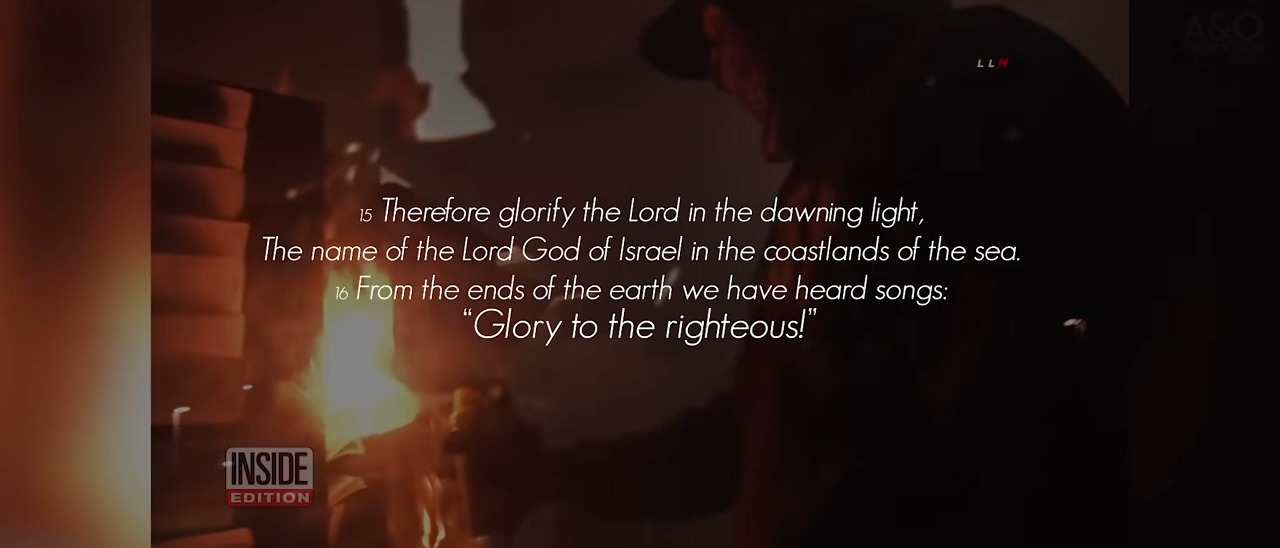 A&O
LLN
15 Therefore glorify the Lord in the dawning light,
The name of the Lord God of Israel in the coastlands of the sea.
16 From the ends of the earth we have heard songs:
“Glory to the righteous!”
INSIDE
EDITION